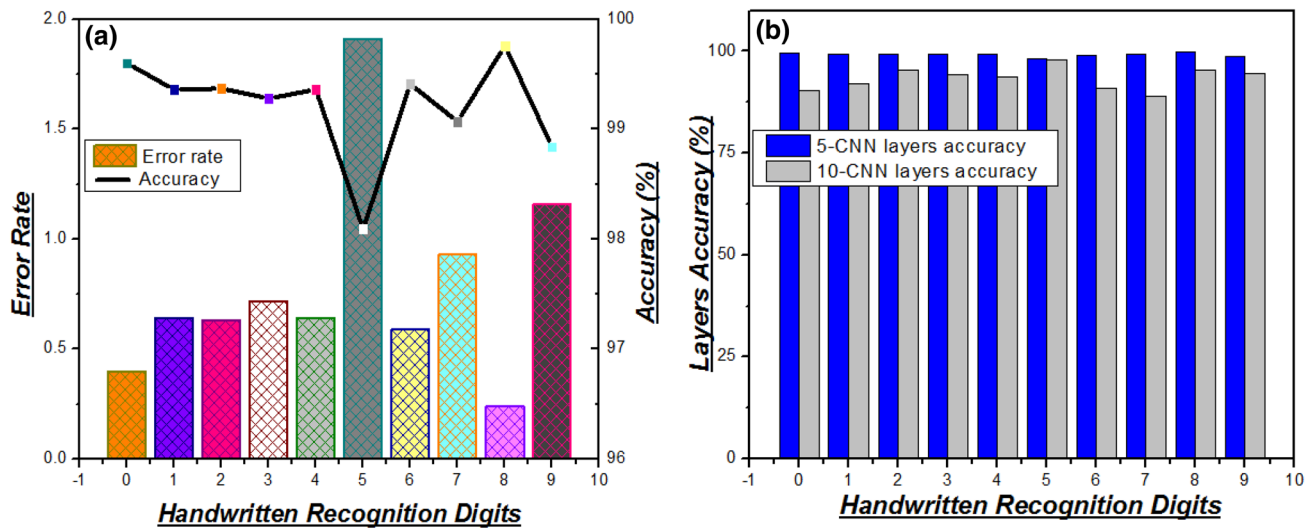 (a)
2.0
1.5
1.0
0.5
0.0
Error Rate
Error rate
Accuracy
100
99
98
97
96
Accuracy (%)
-1 0 1 2 3 4 5 6 7 8 9 10
Handwritten Recognition Digits
(b)
100
75
50
25
0
Layers Accuracy (%)
5-CNN layers accuracy
10-CNN layers accuracy
-1 0 1 2 3 4 5 6 7 8 9 10
Handwritten Recognition Digits